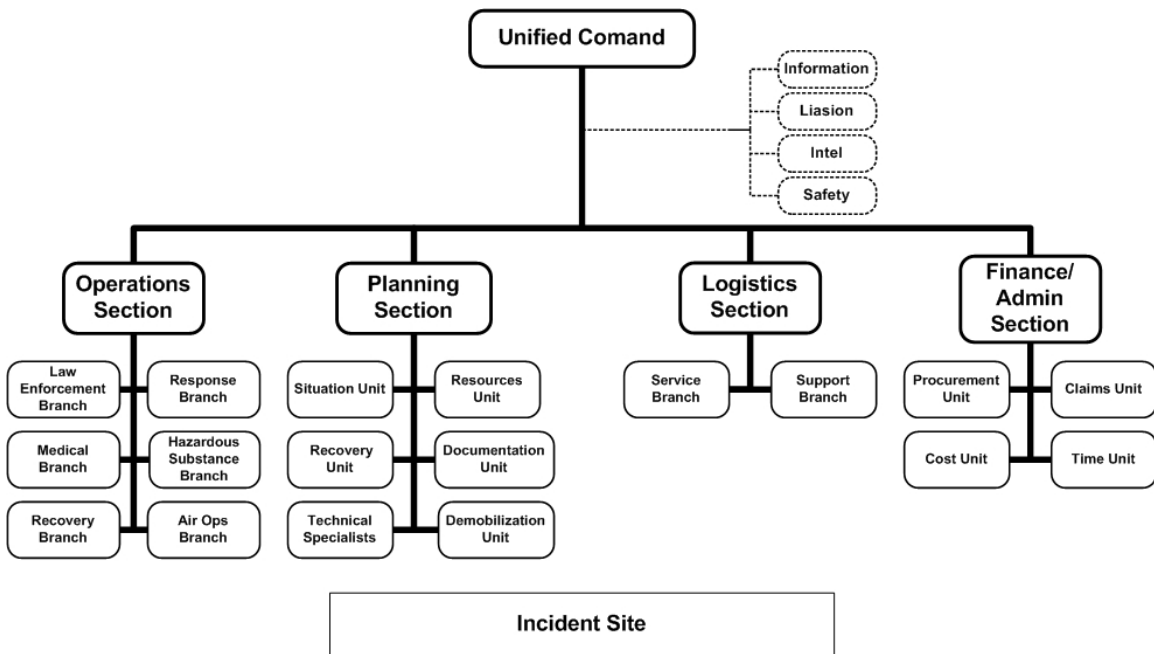 Unified Comand
Information
Liasion
Intel
Safety
Operations
Section
Planning
Section
Logistics
Section
Finance/
Admin
Section
Law
Enforcement
Branch
Response
Branch
Situation Unit
Resources
Unit
Service
Branch
Support
Branch
Procurement
Unit
Claims Unit
Medical
Branch
Hazardous
Substance
Branch
Recovery
Unit
Documentation
Unit
Cost Unit
Time Unit
Recovery
Branch
Air Ops
Branch
Technical
Specialists
Demobilization
Unit
Incident Site